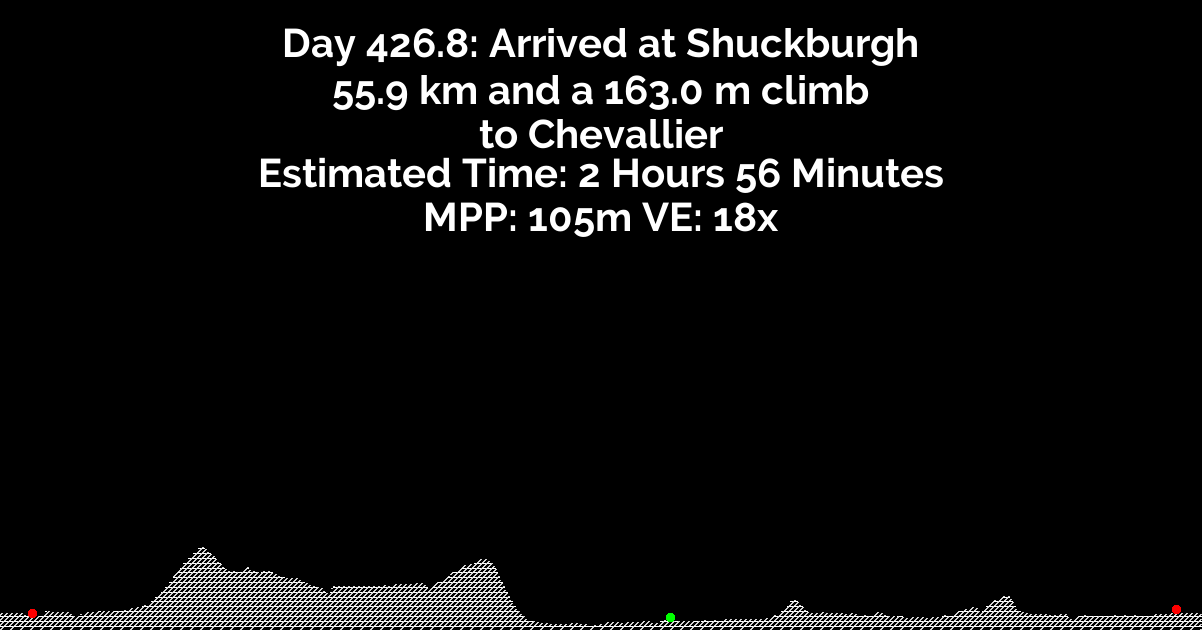 Day 426.8: Arrived at Shuckburgh
55.9 km and a 163.0 m climb
to Chevallier
Estimated Time: 2 Hours 56 Minutes
MPP: 105m VE: 18x